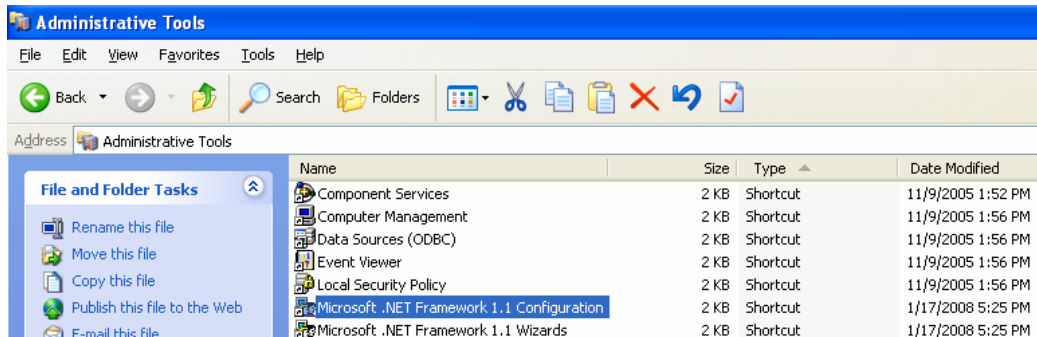 Administrative Tools
File Edit View Favorites Tools Help
Back Search Folders
Address Administrative Tools
Name Size Type Date Modified
File and Folder Tasks
Rename this file
Move this file
Copy this file
Publish this file to the Web
E-mail this file
Component Services 2 KB Shortcut 11/9/2005 1:52 PM
Computer Management 2 KB Shortcut 11/9/2005 1:56 PM
Data Sources (ODBC) 2 KB Shortcut 11/9/2005 1:56 PM
Event Viewer 2 KB Shortcut 11/9/2005 1:56 PM
Local Security Policy 2 KB Shortcut 11/9/2005 1:56 PM
Microsoft .NET Framework 1.1 Configuration 2 KB Shortcut 1/17/2008 5:25 PM
Microsoft .NET Framework 1.1 Wizards 2 KB Shortcut 1/17/2008 5:25 PM